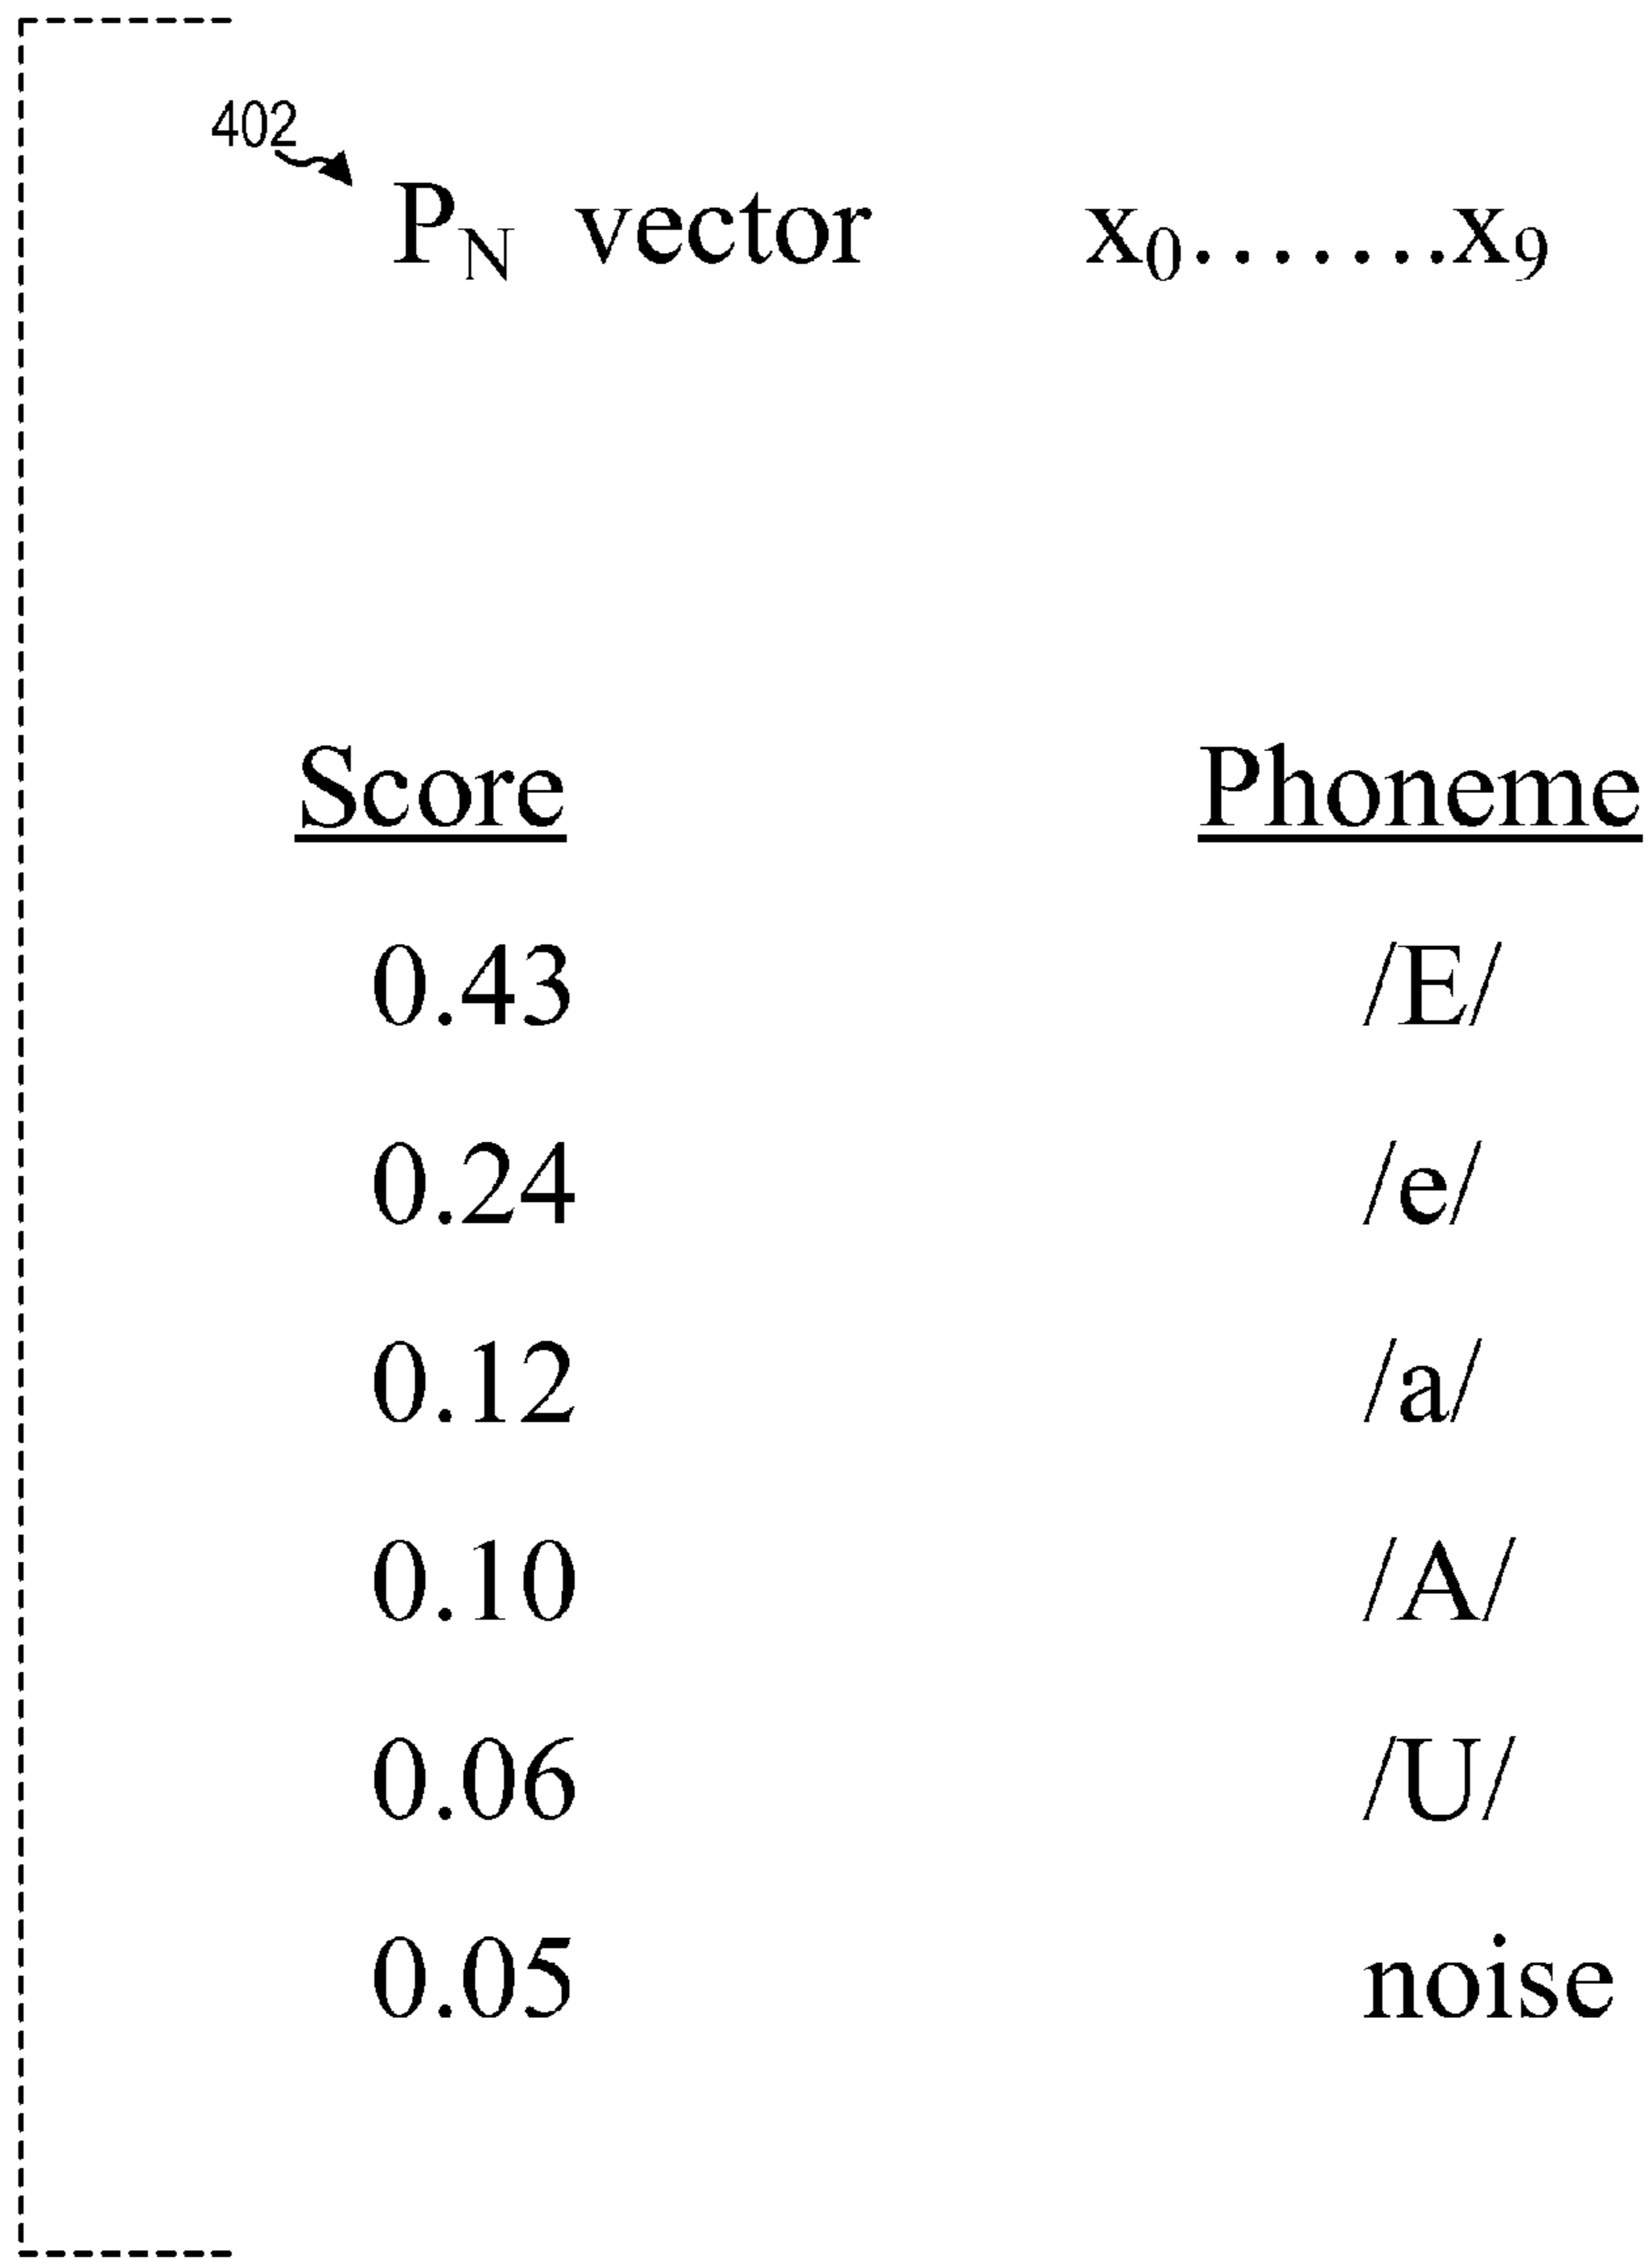 402
P_N vector x_0........x_9
Score Phoneme
0.43 /E/
0.24 /e/
0.12 /a/
0.10 /A/
0.06 /U/
0.05 noise